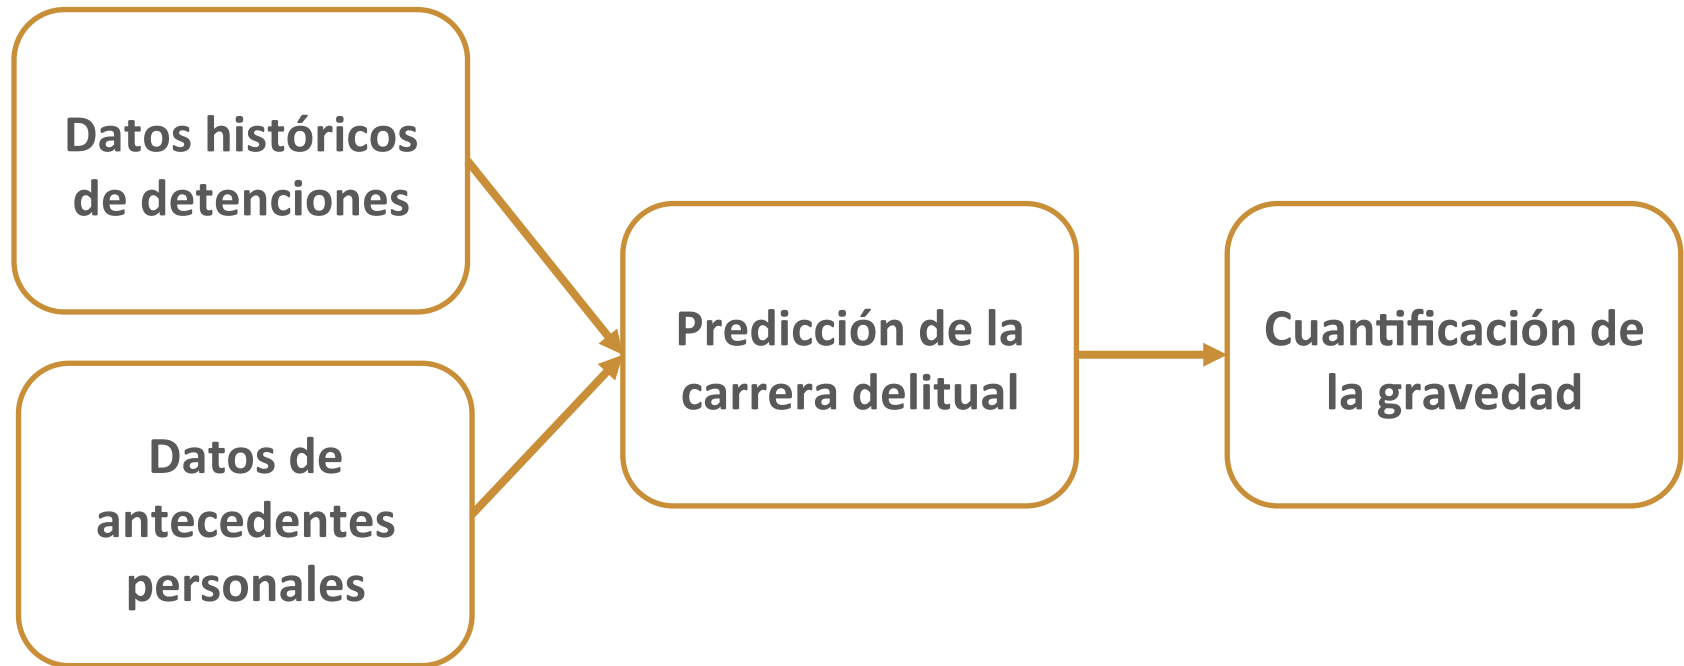 Datos históricos
de detenciones
Datos de
antecedentes
personales
Predicción de la
carrera delitual
Cuantificación de
la gravedad